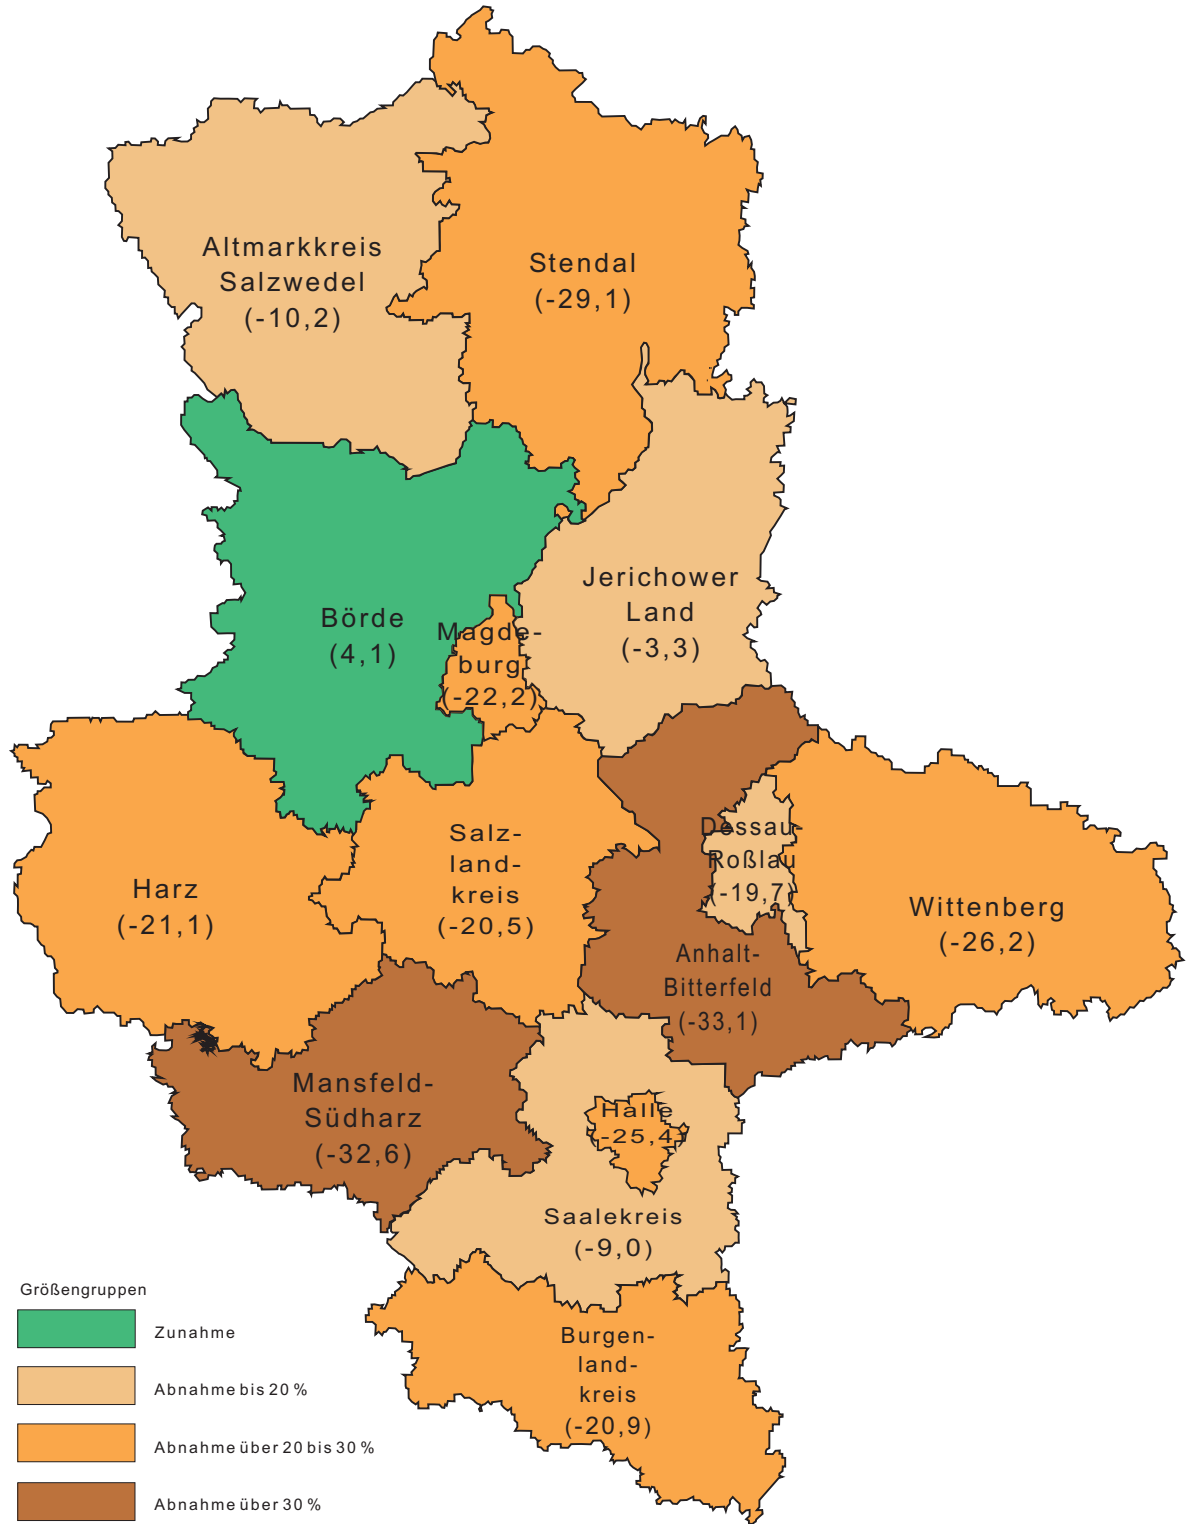 Altmarkkreis
Salzwedel
(-10,2)
Stendal
(-29,1)
Jerichower
Land
(-3,3)
Börde
(4,1)
Magde-
burg
(-22,2)
Salz-
land-
kreis
(-20,5)
Harz
(-21,1)
Dessau-
Roßlau
(-19,7)
Wittenberg
(-26,2)
Anhalt-
Bitterfeld
(-33,1)
Mansfeld-
Südharz
(-32,6)
Halle
(-25,4)
Saalekreis
(-9,0)
Burgen-
land-
kreis
(-20,9)
Größengruppen
Zunahme
Abnahme bis 20 %
Abnahme über 20 bis 30 %
Abnahme über 30 %